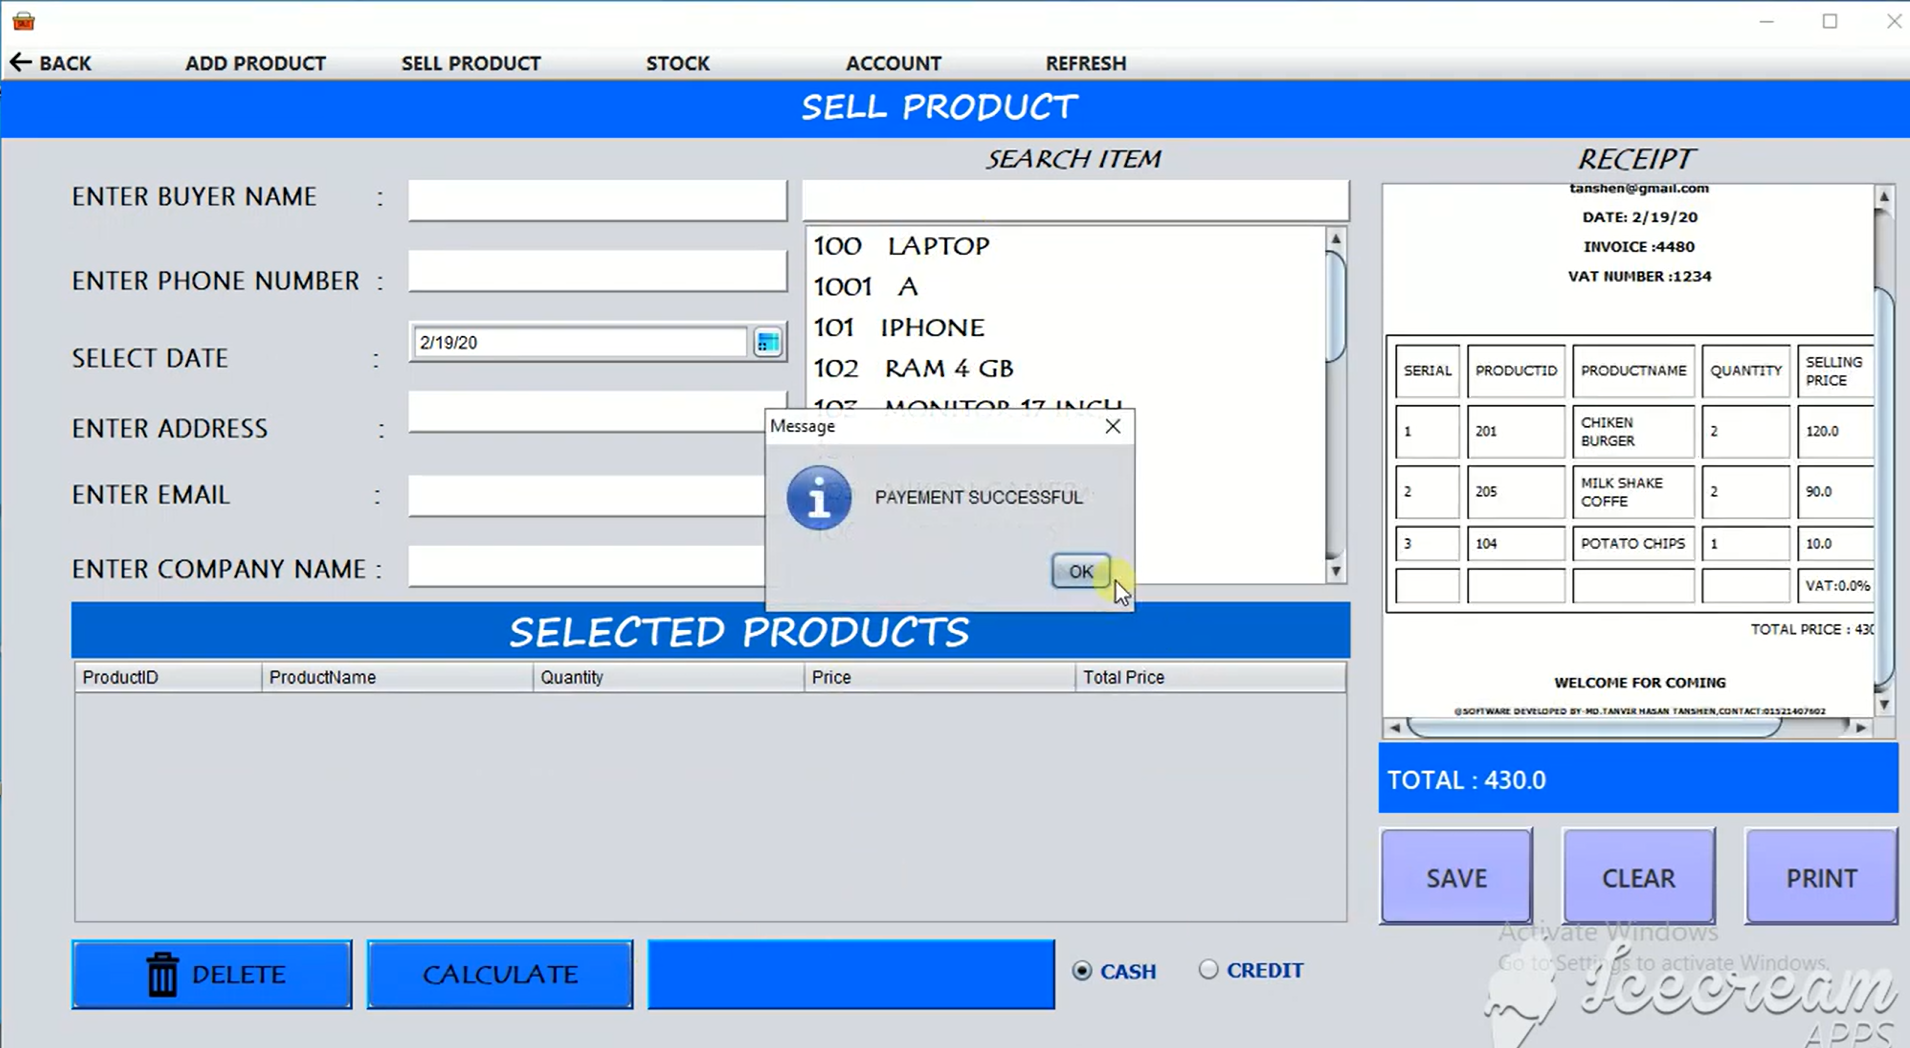 BACK ADD PRODUCT SELL PRODUCT STOCK ACCOUNT REFRESH
SELL PRODUCT
SEARCH ITEM
RECEIPT
ENTER BUYER NAME :
ENTER PHONE NUMBER :
SELECT DATE : 2/19/20
ENTER ADDRESS :
ENTER EMAIL :
ENTER COMPANY NAME :
100 LAPTOP
1001 A
101 IPHONE
102 RAM 4 GB
103 MONITOR 17 INCH
Message
PAYEMENT SUCCESSFUL
OK
tanshen@gmail.com
DATE: 2/19/20
INVOICE :4480
VAT NUMBER :1234
SERIAL PRODUCTID PRODUCTNAME QUANTITY SELLING PRICE
1 201 CHIKEN BURGER 2 120.0
2 205 MILK SHAKE COFFE 2 90.0
3 104 POTATO CHIPS 1 10.0
VAT:0.0%
TOTAL PRICE : 430
WELCOME FOR COMING
@SOFTWARE DEVELOPED BY-MD.TANVIR HASAN TANSHEN,CONTACT:01521407602
SELECTED PRODUCTS
ProductID ProductName Quantity Price Total Price
TOTAL : 430.0
SAVE CLEAR PRINT
DELETE CALCULATE CASH CREDIT
Activate Windows
Go to Settings to activate Windows.
Icecream
APPS